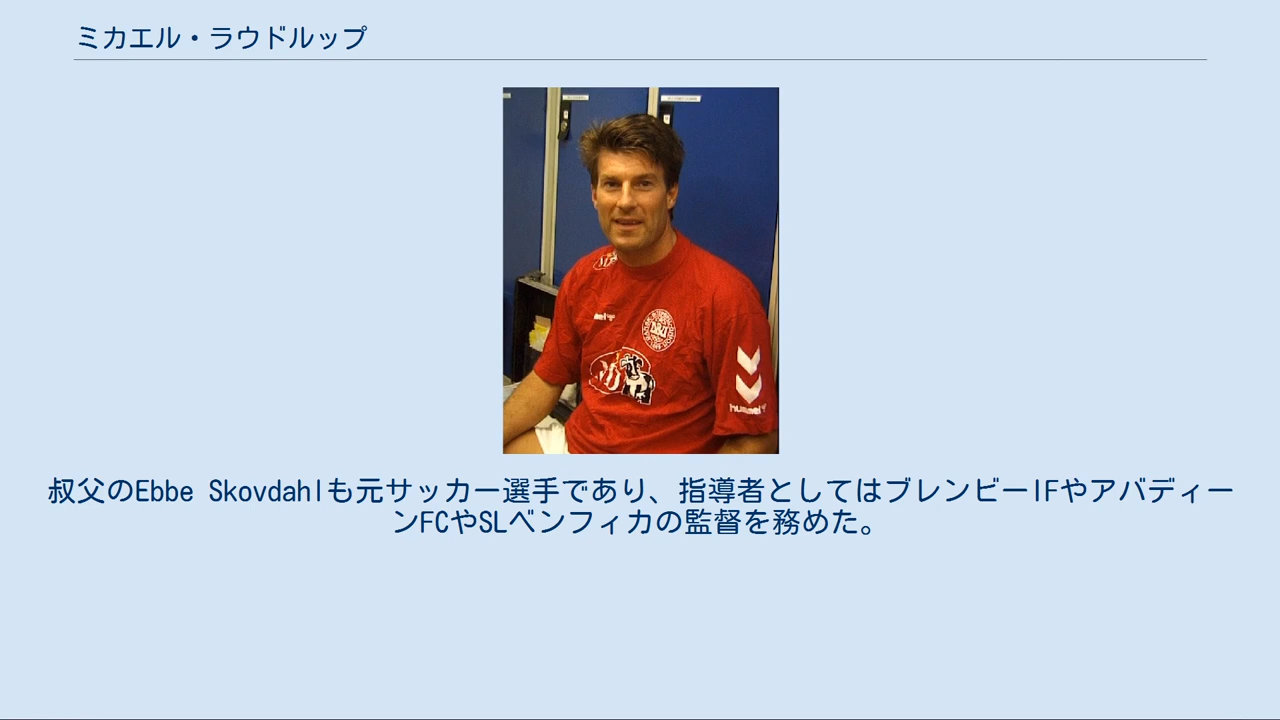 ミカエル・ラウドルップ
hummel
叔父のEbbe Skovdahlも元サッカー選手であり、指導者としてはブレンビーIFやアバディー
ンFCやSLベンフィカの監督を務めた。